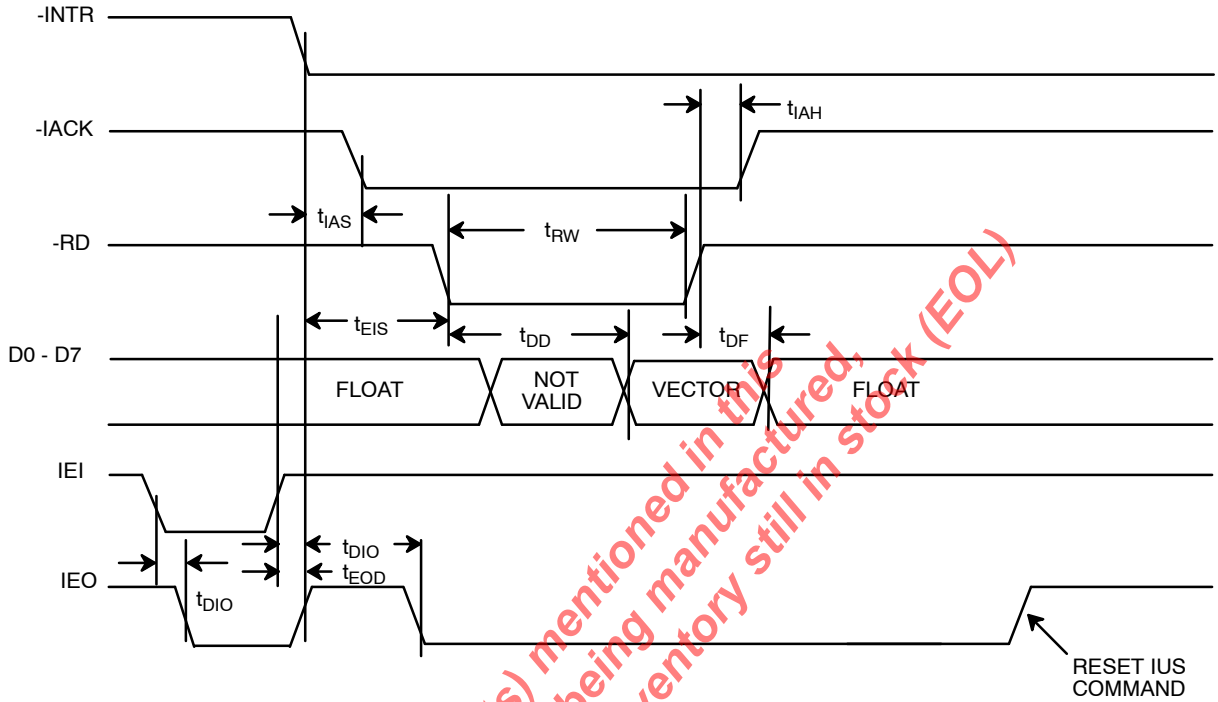 -INTR
tIAH
-IACK
tIAS
tRW
-RD
tEIS
tDD
tDF
D0 - D7
FLOAT
NOT
VALID
VECTOR
FLOAT
IEI
tDIO
tEOD
IEO
tDIO
RESET IUS
COMMAND
mentioned in this
being manufactured,
still in stock (EOL)